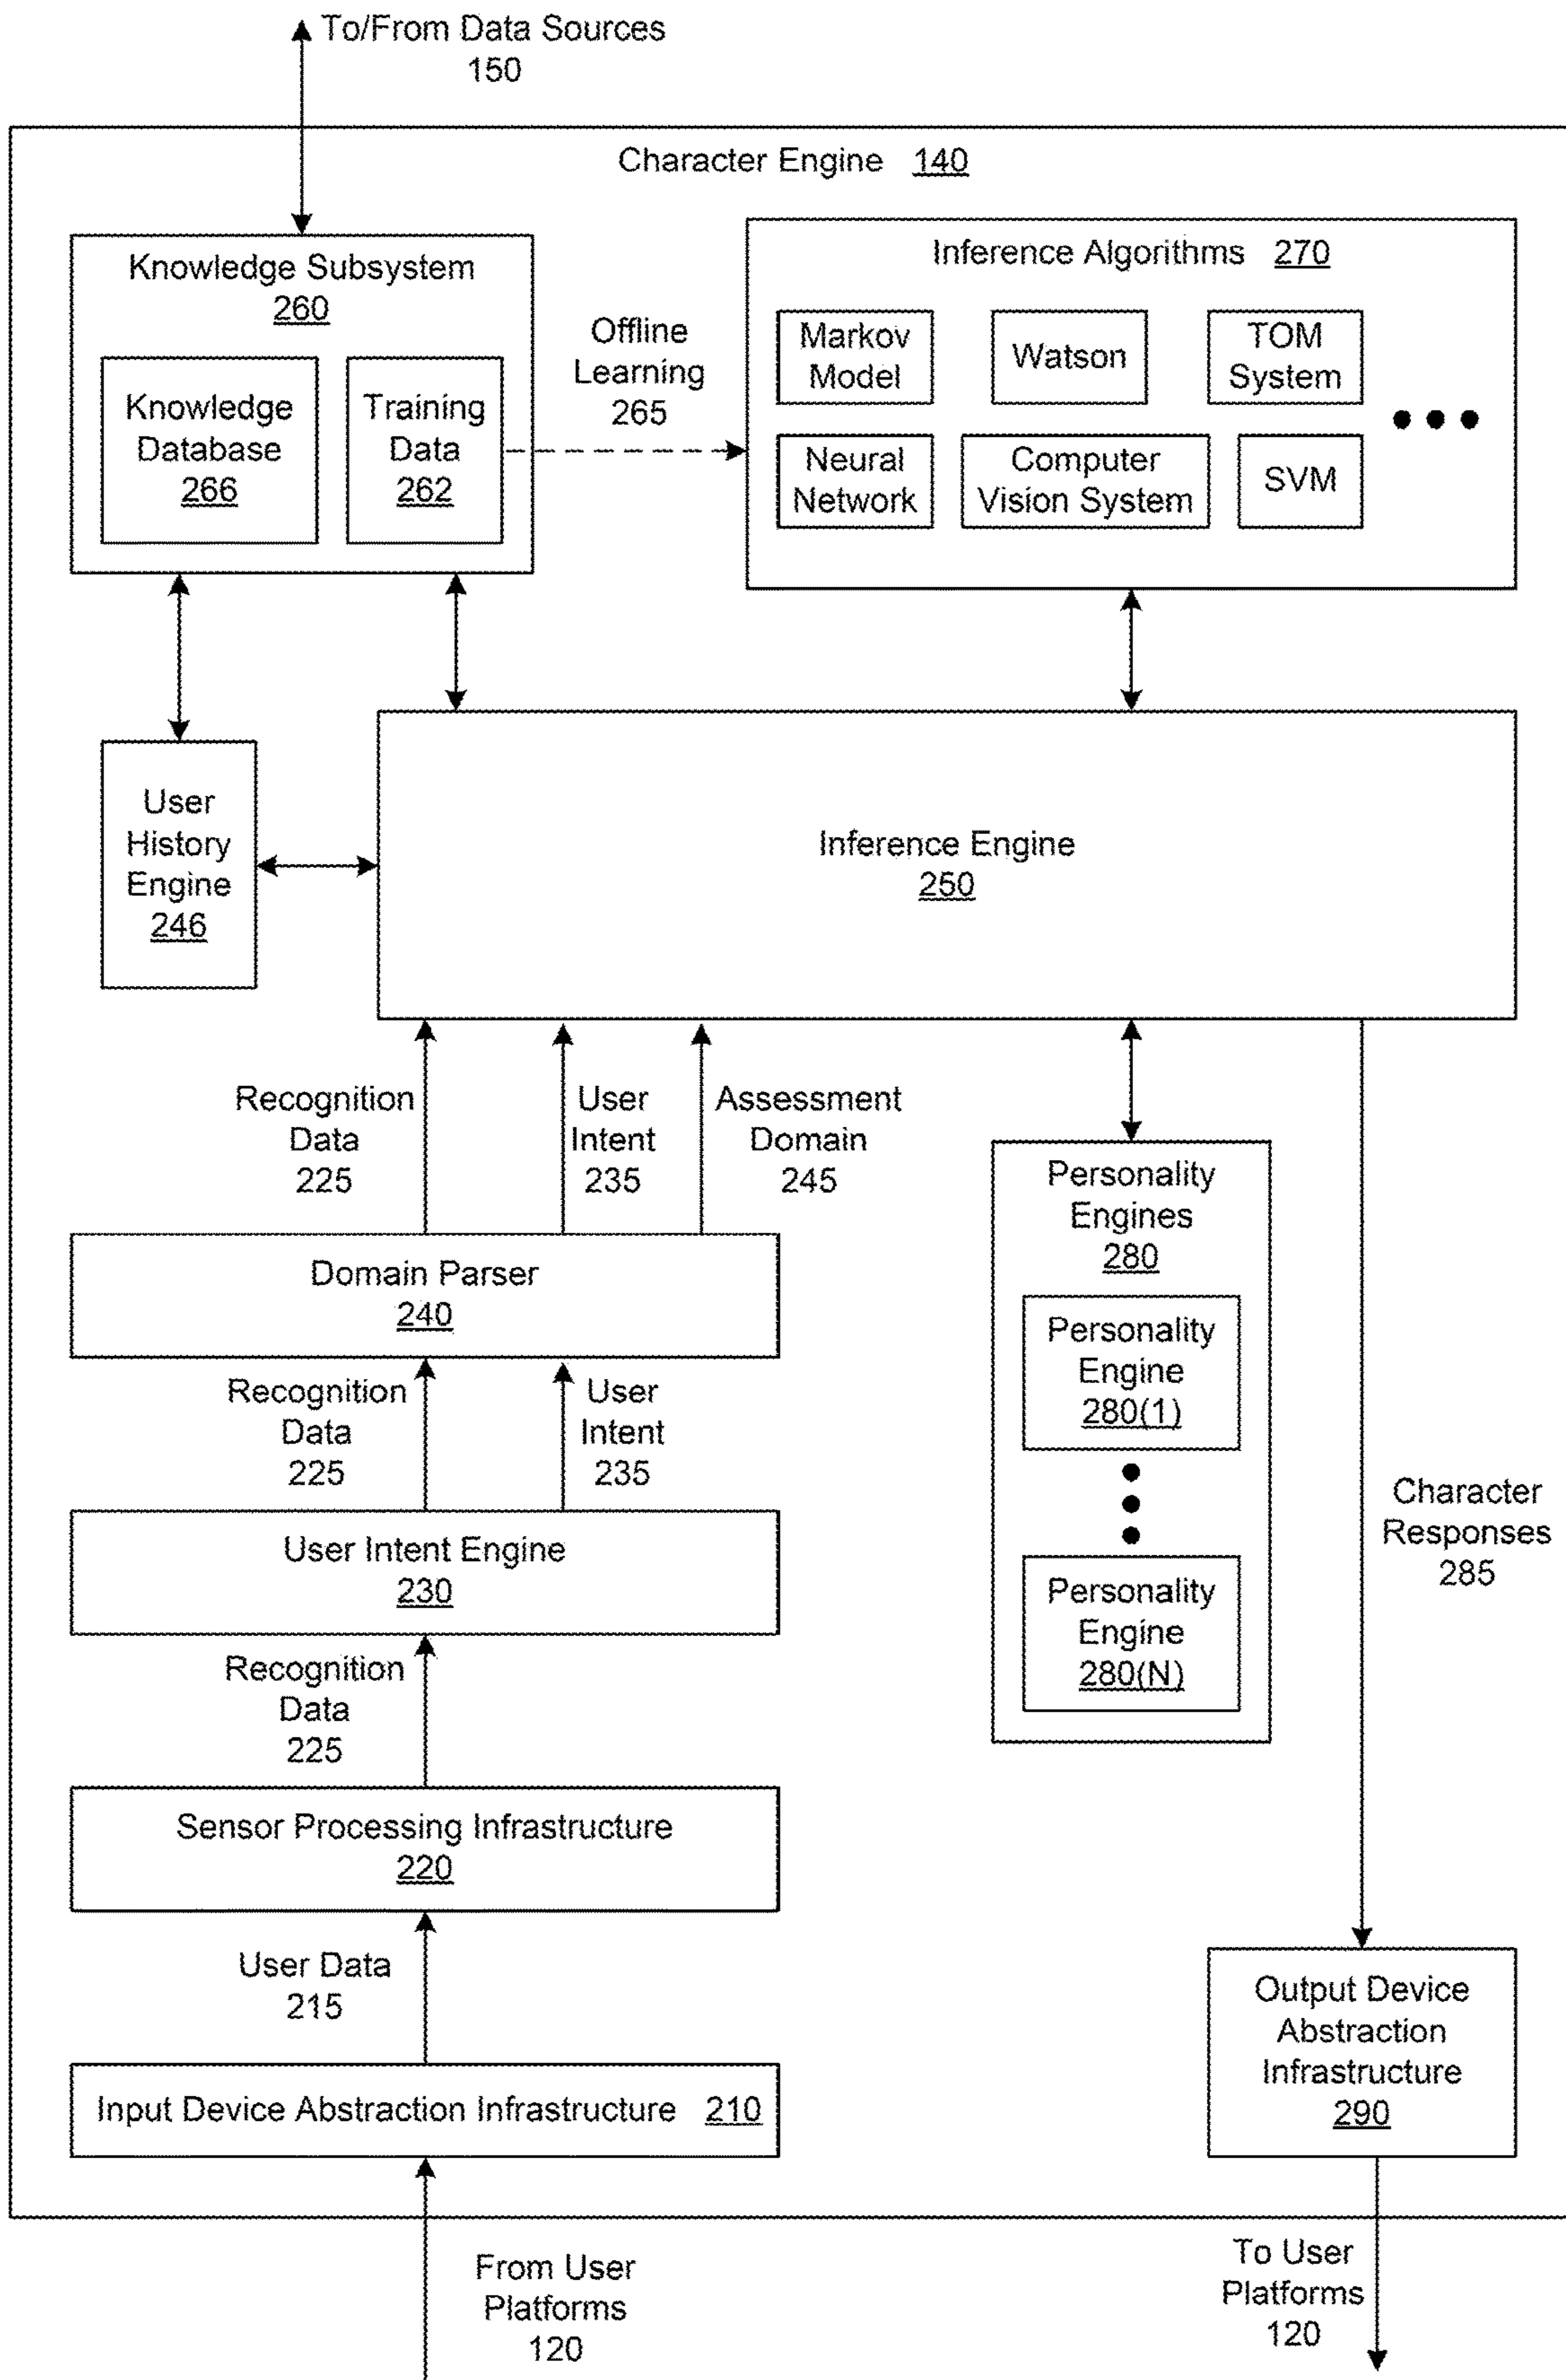 To/From Data Sources
150
Character Engine 140
Knowledge Subsystem
260
Knowledge
Database
266
Training
Data
262
Offline
Learning
265
Inference Algorithms 270
Markov
Model
Watson
TOM
System
Neural
Network
Computer
Vision System
SVM
User
History
Engine
246
Inference Engine
250
Recognition
Data
225
User
Intent
235
Assessment
Domain
245
Domain Parser
240
Recognition
Data
225
User
Intent
235
User Intent Engine
230
Recognition
Data
225
Sensor Processing Infrastructure
220
User Data
215
Input Device Abstraction Infrastructure 210
From User
Platforms
120
Personality
Engines
280
Personality
Engine
280(1)
Personality
Engine
280(N)
Character
Responses
285
Output Device
Abstraction
Infrastructure
290
To User
Platforms
120